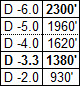 D -6.0 2300'
D -5.0 1960'
D -4.0 1620'
D -3.3 1380'
D -2.0 930'